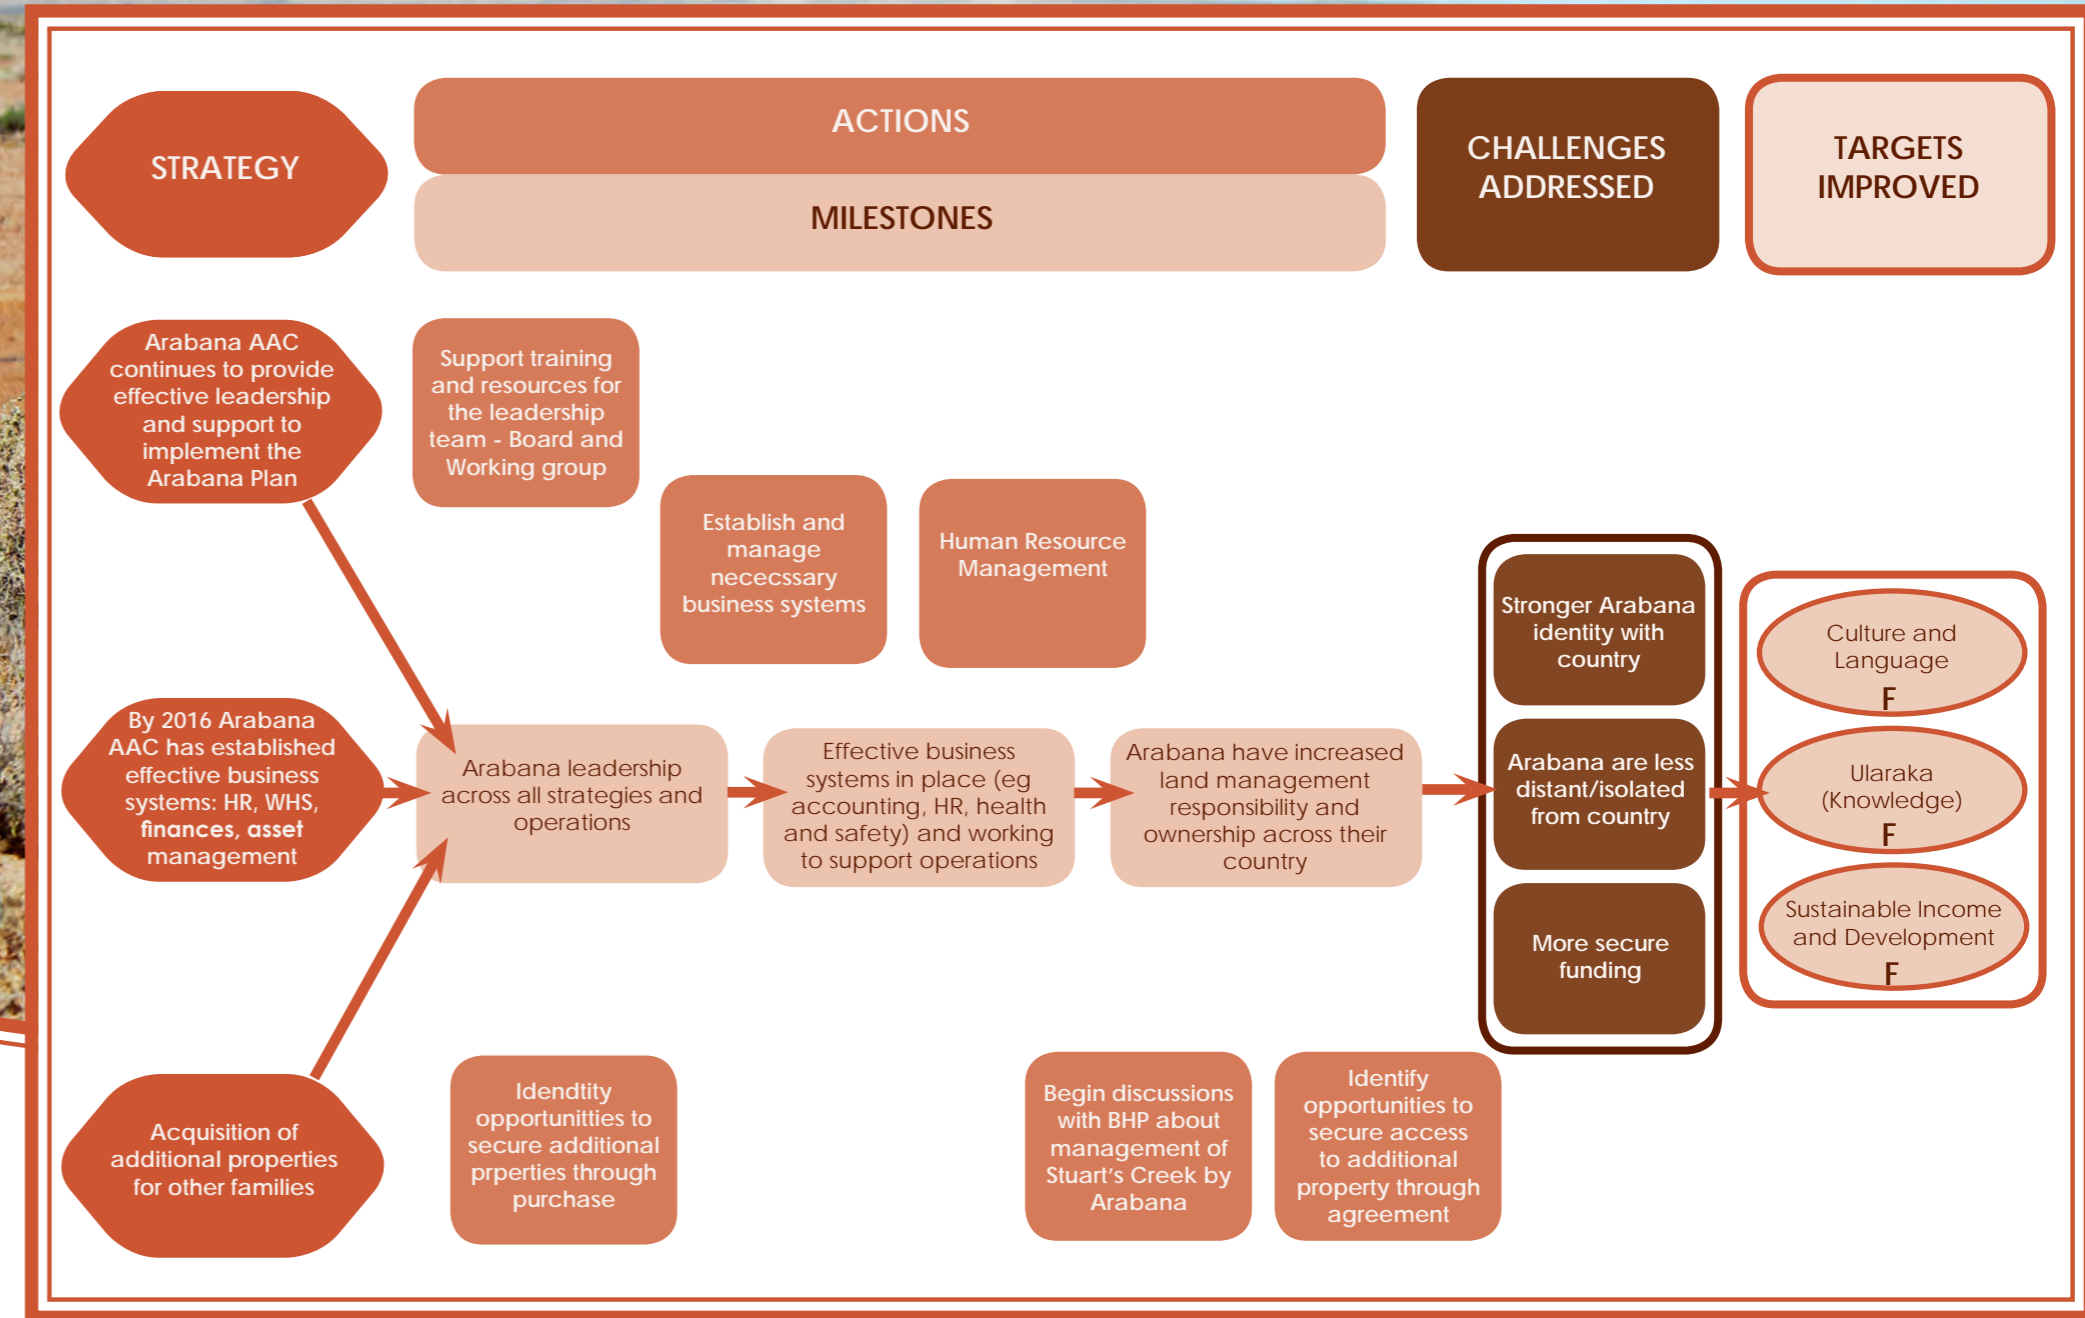 STRATEGY
ACTIONS
MILESTONES
CHALLENGES
ADDRESSED
TARGETS
IMPROVED
Arabana AAC
continues to provide
effective leadership
and support to
implement the
Arabana Plan
Support training
and resources for
the leadership
team - Board and
Working group
Establish and
manage
nececssary
business systems
Human Resource
Management
By 2016 Arabana
AAC has established
effective business
systems: HR, WHS,
finances, asset
management
Arabana leadership
across all strategies and
operations
Effective business
systems in place (eg
accounting, HR, health
and safety) and working
to support operations
Arabana have increased
land management
responsibility and
ownership across their
country
Stronger Arabana
identity with
country
Arabana are less
distant/isolated
from country
More secure
funding
Culture and
Language
F
Ularaka
(Knowledge)
F
Sustainable Income
and Development
F
Acquisition of
additional properties
for other families
Idendtity
opportunitties to
secure additional
prperties through
purchase
Begin discussions
with BHP about
management of
Stuart's Creek by
Arabana
Identify
opportunities to
secure access
to additional
property through
agreement